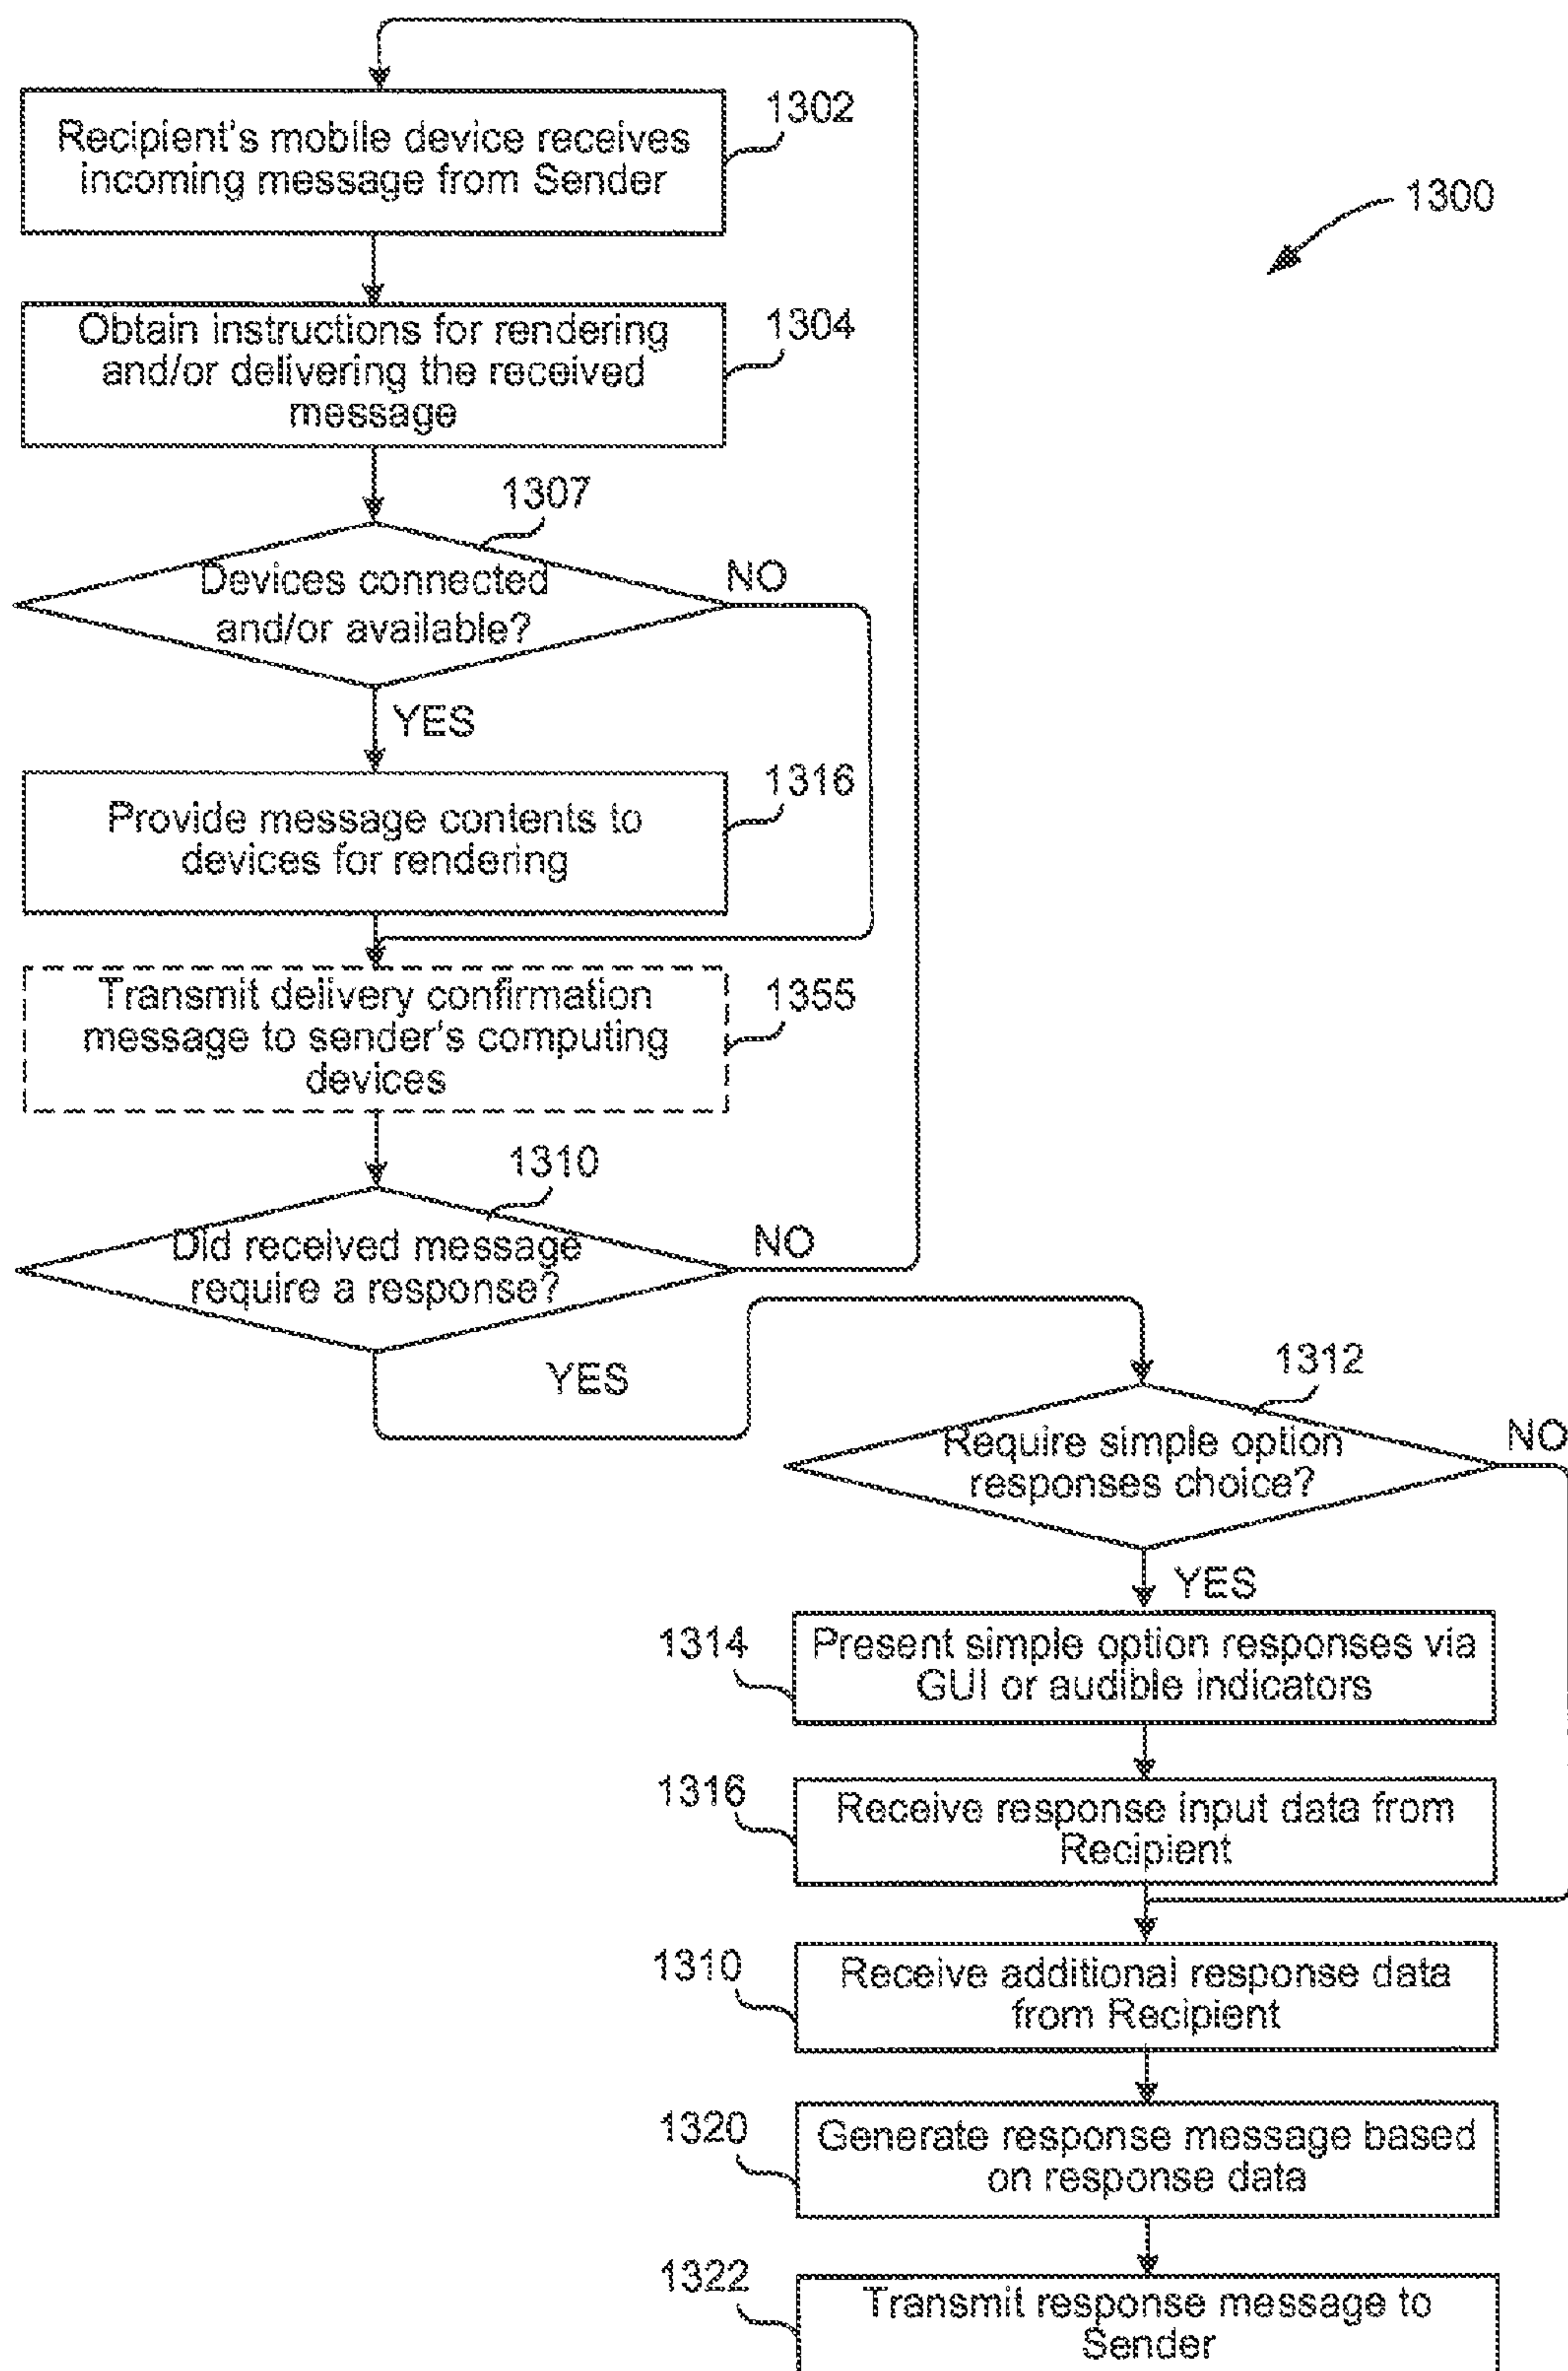 1302
Recipient's mobile device receives
incoming message from Sender
1300
1304
Obtain instructions for rendering
and/or delivering the received
message
1307
Devices connected
and/or available?
NO
YES
1316
Provide message contents to
devices for rendering
1355
Transmit delivery confirmation
message to sender's computing
devices
1310
Did received message
require a response?
NO
YES
1312
Require simple option
responses choice?
NO
YES
1314
Present simple option responses via
GUI or audible indicators
1316
Receive response input data from
Recipient
1310
Receive additional response data
from Recipient
1320
Generate response message based
on response data
1322
Transmit response message to
Sender